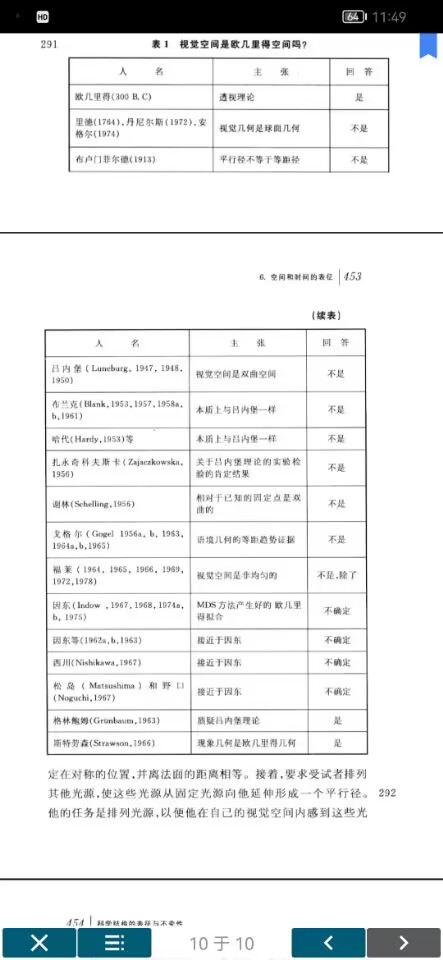 HD 64 11:49
291 表1 视觉空间是欧几里得空间吗?
人 名 主 张 回 答
欧几里得(300 B.C) 透视理论 是
里德(1764)、丹尼尔斯(1972)、安
格尔(1974) 视觉几何是球面几何 不是
布卢门菲尔德(1913) 平行径不等于等距径 不是
6. 空间和时间的表征 453
(续表)
人 名 主 张 回 答
吕内堡(Luneburg, 1947, 1948,
1950) 视觉空间是双曲空间 不是
布兰克(Blank,1953,1957,1958a,
b,1961) 本质上与吕内堡一样 不是
哈代(Hardy,1953)等 本质上与吕内堡一样 不是
扎永奇科夫斯卡(Zajaczkowska,
1956) 关于吕内堡理论的实验检
验的肯定结果 不是
谢林(Schelling,1956) 相对于已知的固定点是双
曲的 不是
戈格尔(Gogel 1956a, b, 1963,
1964a,b,1965) 语境几何的等距趋势证据 不是
福莱(1964, 1965, 1966, 1969,
1972,1978) 视觉空间是非均匀的 不是,除了
因东(Indow ,1967,1968,1974a,
b, 1975) MDS方法产生好的 欧几里
得拟合 不确定
因东等(1962a,b,1963) 接近于因东 不确定
西川(Nishikawa,1967) 接近于因东 不确定
松岛(Matsushima)和野口
(Noguchi,1967) 接近于因东 不确定
格林鲍姆(Grünbaum,1963) 质疑吕内堡理论 是
斯特劳森(Strawson,1966) 现象几何是欧几里得几何 是
定在对称的位置,并离法面的距离相等。接着,要求受试者排列
其他光源,使这些光源从固定光源向他延伸形成一个平行径。 292
他的任务是排列光源,以便他在自己的视觉空间内感到这些光
454 科学结构的表征与不变性
10 于 10